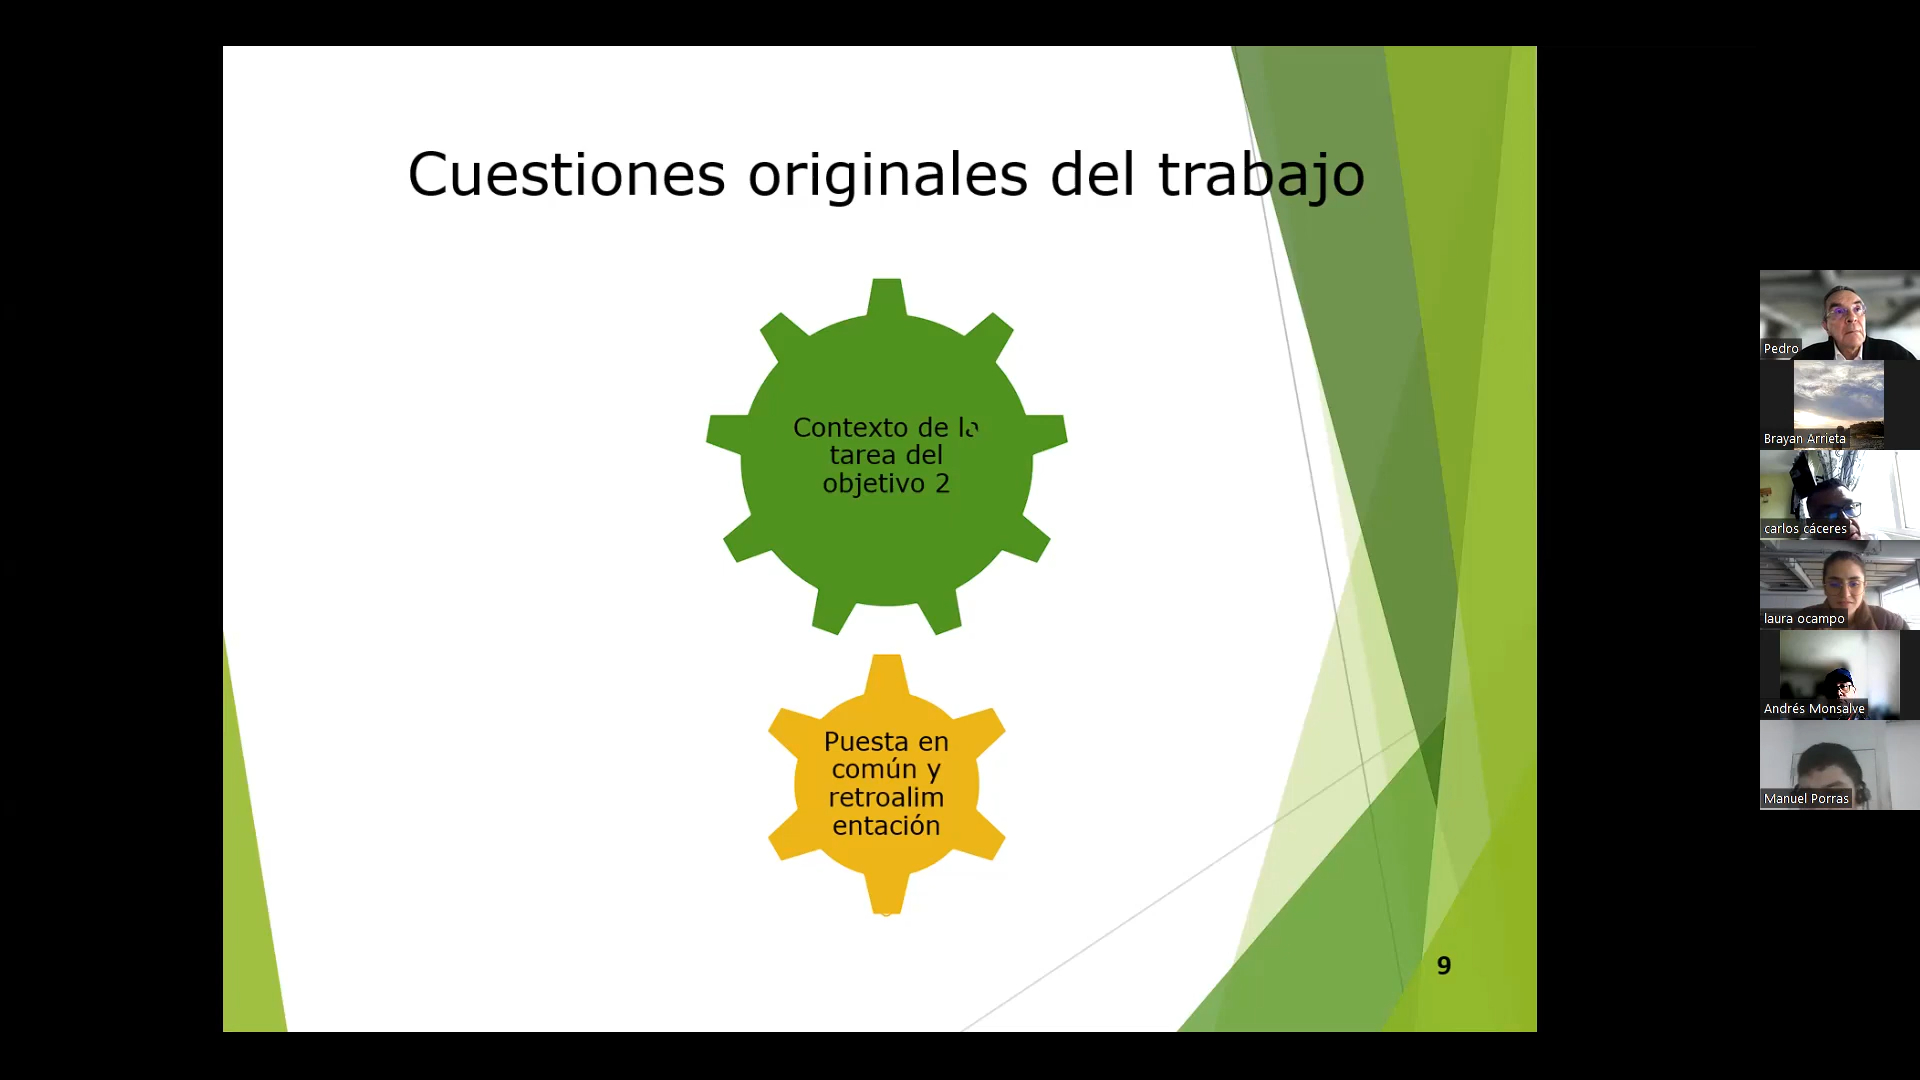 Cuestiones originales del trabajo
Contexto de la
tarea del
objetivo 2
Puesta en
común y
retroalim
entación
9
Pedro
Brayan Arrieta
carlos cáceres
laura ocampo
Andrés Monsalve
Manuel Porras